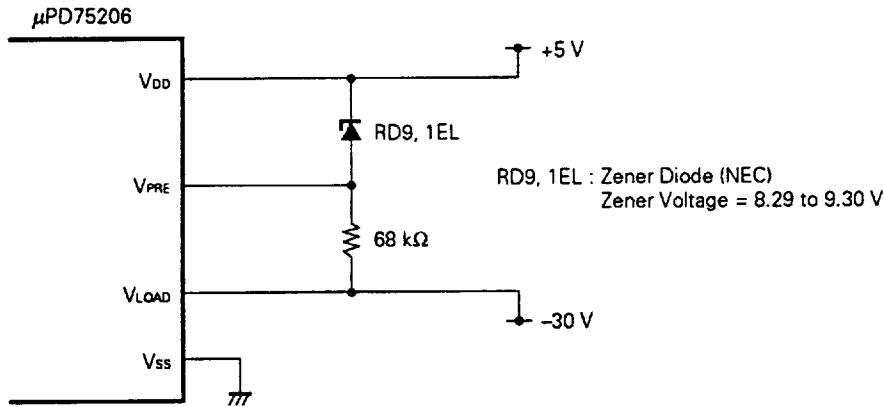 μPD75206
+5 V
VDD
RD9, 1EL
VPRE
RD9, 1EL : Zener Diode (NEC)
Zener Voltage = 8.29 to 9.30 V
68 kΩ
VLOAD
–30 V
VSS